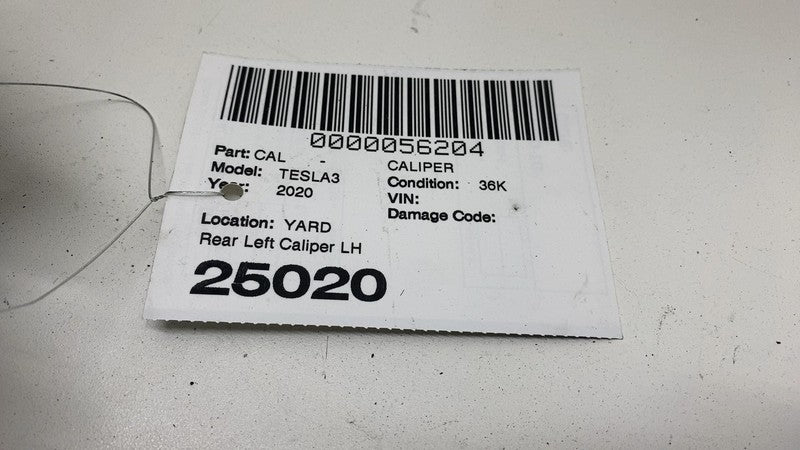 0000056204
Part: CAL - CALIPER
Model: TESLA3 Condition: 36K
Year: 2020 VIN:
Damage Code:
Location: YARD
Rear Left Caliper LH
25020